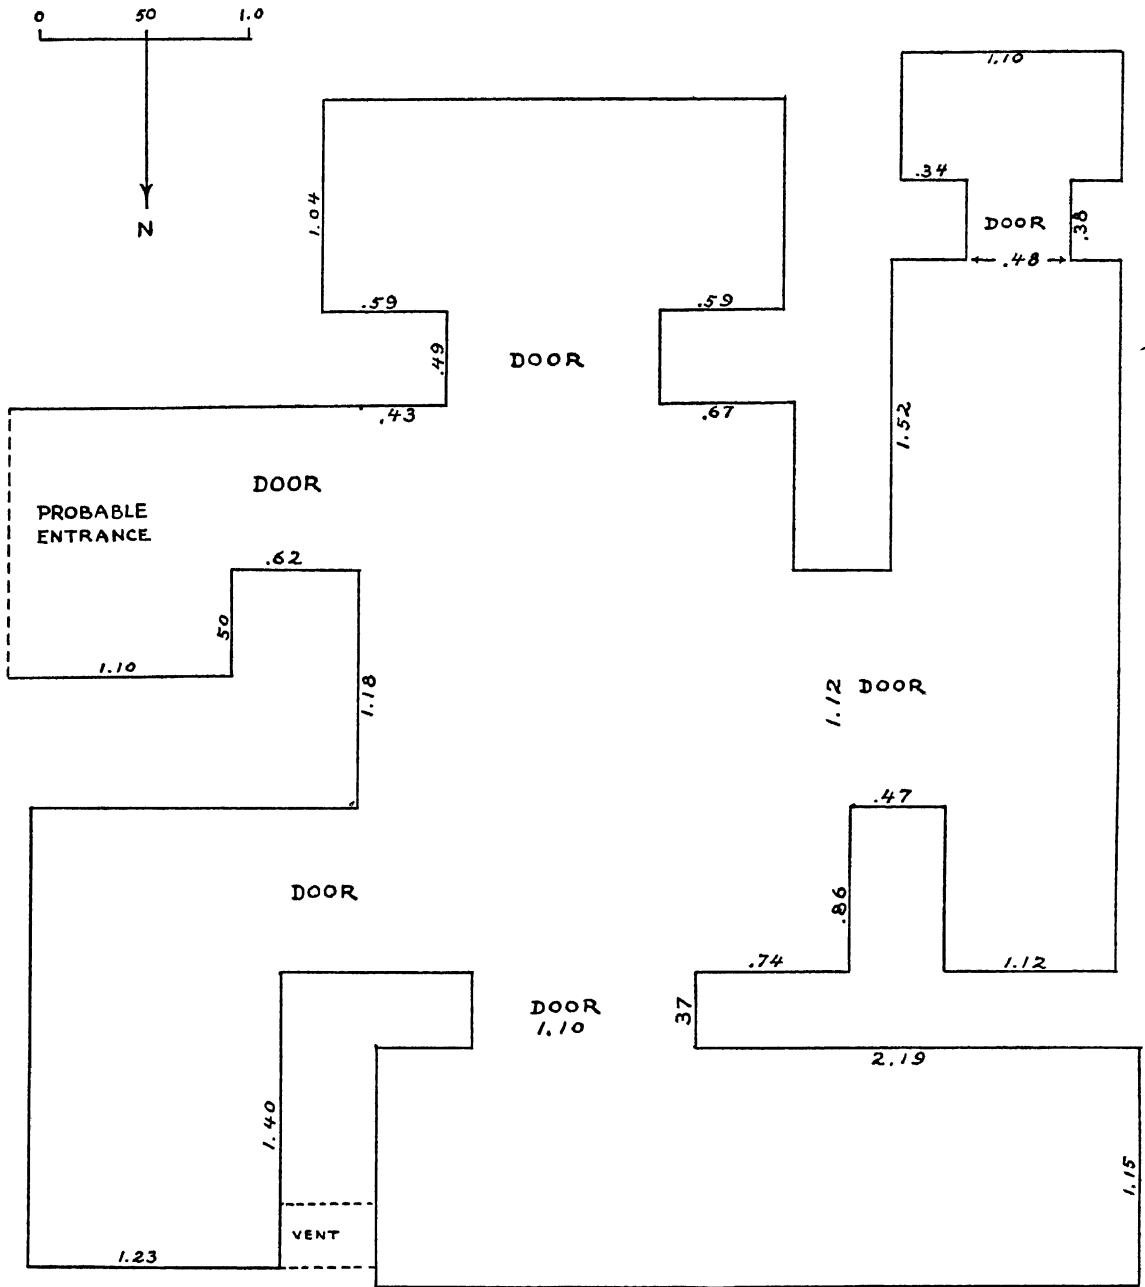 0 50 1.0
N
1.10
.34
DOOR
.38
.48
1.04
.59
.59
.49
DOOR
.43
.67
1.52
DOOR
PROBABLE
ENTRANCE
.62
50
1.10
1.18
1.12
DOOR
.47
DOOR
.86
.74
1.12
DOOR
1.10
37
2.19
1.40
1.15
VENT
1.23